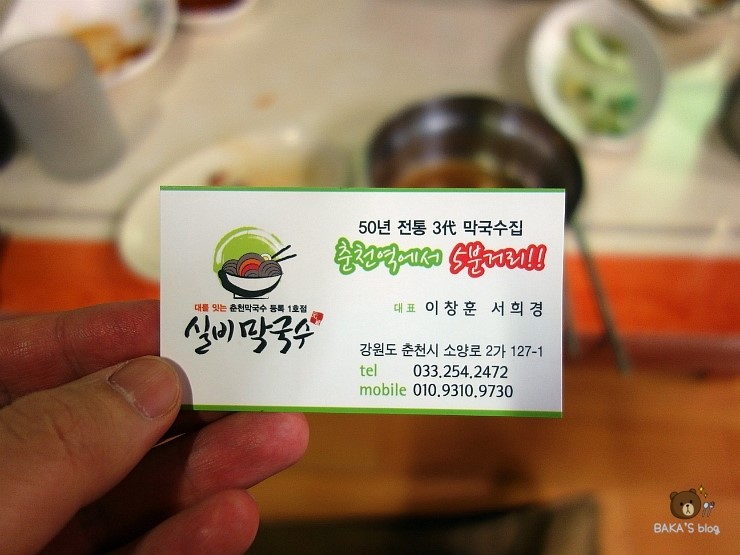 50년 전통 3代 막국수집
춘천역에서 5분거리!!
대를 잇는 춘천막국수 등록 1호점
실비막국수
대표 이창훈 서희경
강원도 춘천시 소양로 2가 127-1
tel 033.254.2472
mobile 010.9310.9730
BAKA'S blog